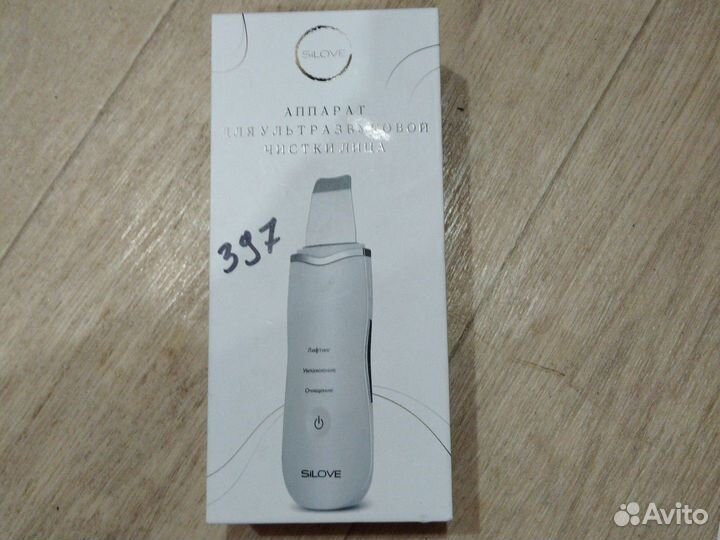 SiLOVE
АППАРАТ
ДЛЯ УЛЬТРАЗВУКОВОЙ
ЧИСТКИ ЛИЦА
397
Лифтинг
Увлажнение
Очищение
SiLOVE
Avito